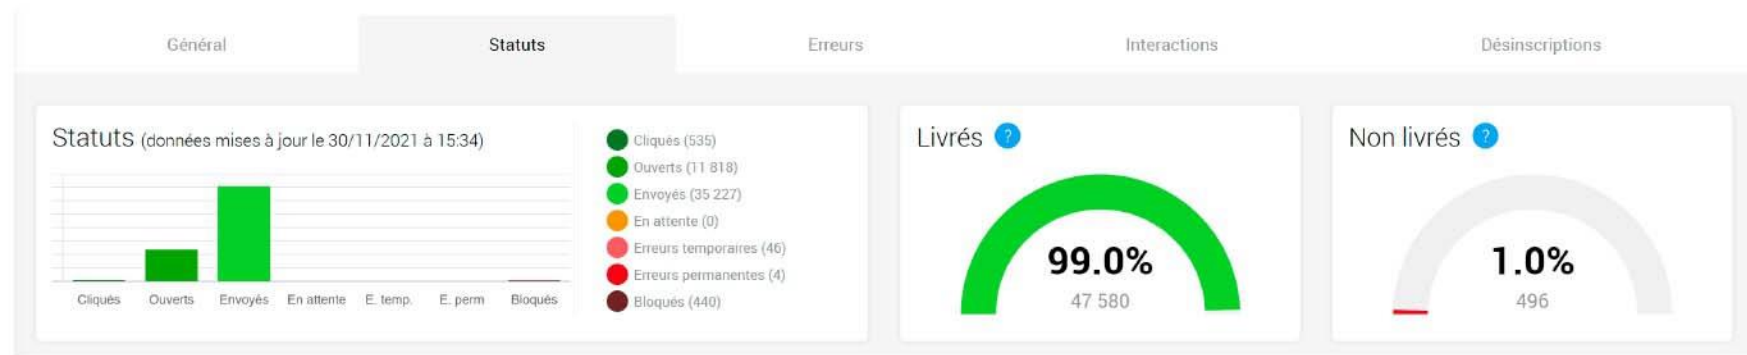 Général Statuts Erreurs Interactions Désinscriptions
Statuts (données mises à jour le 30/11/2021 à 15:34)
Cliqués Ouverts Envoyés En attente E. temp. E. perm Bloqués
Cliqués (535)
Ouverts (11 818)
Envoyés (35 227)
En attente (0)
Erreurs temporaires (46)
Erreurs permanentes (4)
Bloqués (440)
Livrés ?
99.0%
47 580
Non livrés ?
1.0%
496